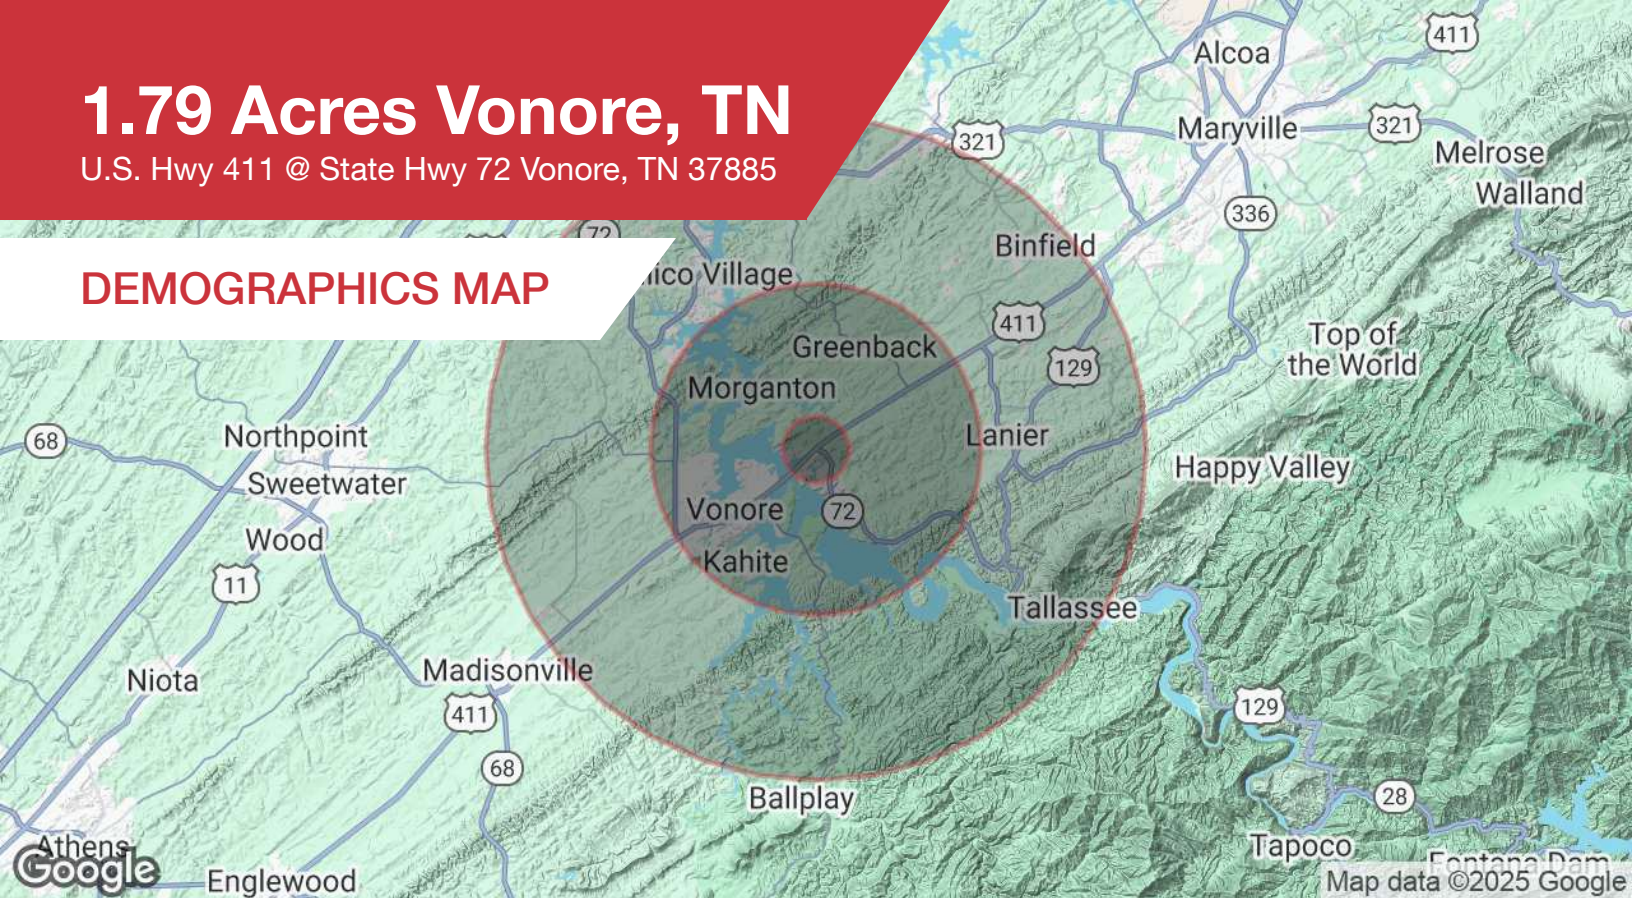 1.79 Acres Vonore, TN
U.S. Hwy 411 @ State Hwy 72 Vonore, TN 37885
DEMOGRAPHICS MAP
411
Alcoa
321
Maryville
321
Melrose
Walland
336
72
Binfield
lico Village
411
Greenback
Top of
the World
129
Morganton
68
Northpoint
Lanier
Happy Valley
Sweetwater
Vonore
72
Wood
Kahite
11
Tallassee
Niota
Madisonville
411
129
68
Ballplay
28
Athens
Tapoco
Fontana Dam
Google
Englewood
Map data ©2025 Google